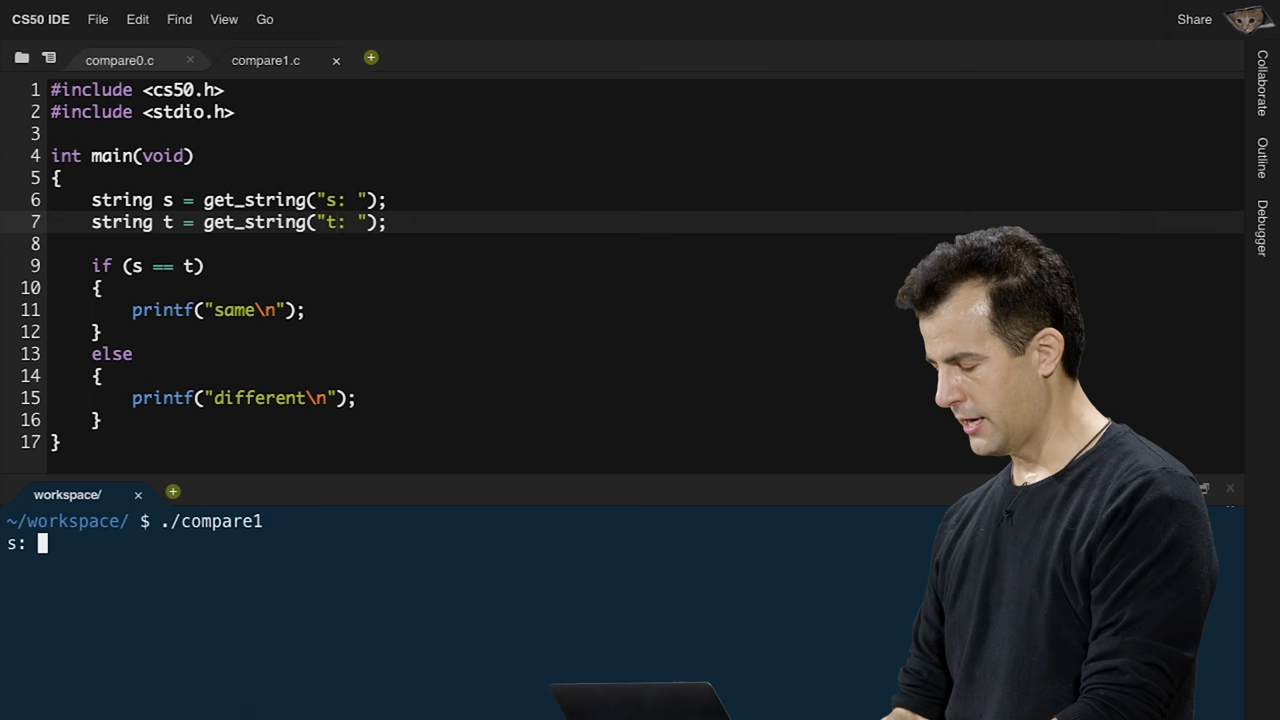 CS50 IDE File Edit Find View Go Share
compare0.c × compare1.c ×
1 #include <cs50.h>
2 #include <stdio.h>
3
4 int main(void)
5 {
6     string s = get_string("s: ");
7     string t = get_string("t: ");
8
9     if (s == t)
10     {
11         printf("same\n");
12     }
13     else
14     {
15         printf("different\n");
16     }
17 }
Collaborate
Outline
Debugger
workspace/ ×
~/workspace/ $ ./compare1
s: